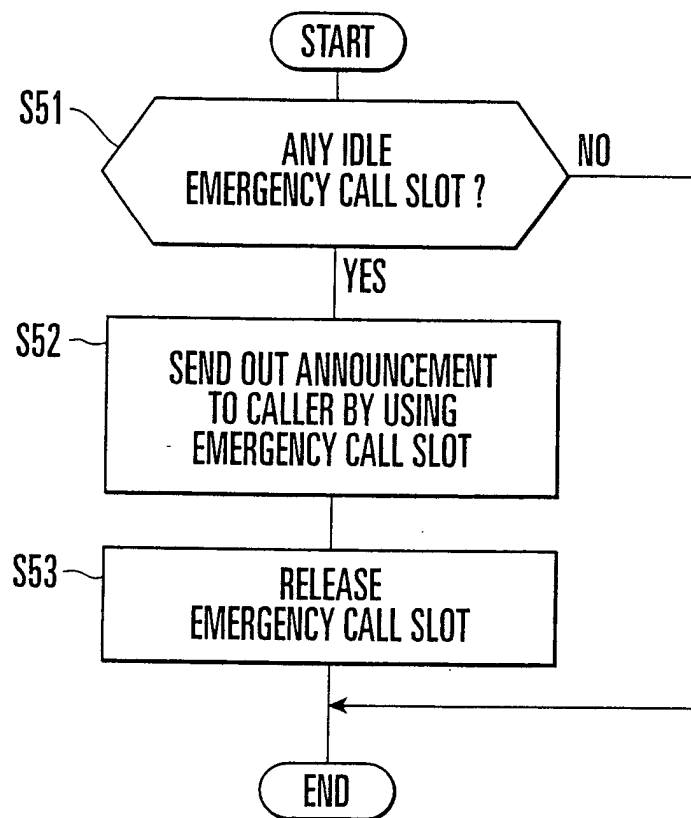 START
S51
ANY IDLE
EMERGENCY CALL SLOT ?
NO
YES
S52
SEND OUT ANNOUNCEMENT
TO CALLER BY USING
EMERGENCY CALL SLOT
S53
RELEASE
EMERGENCY CALL SLOT
END